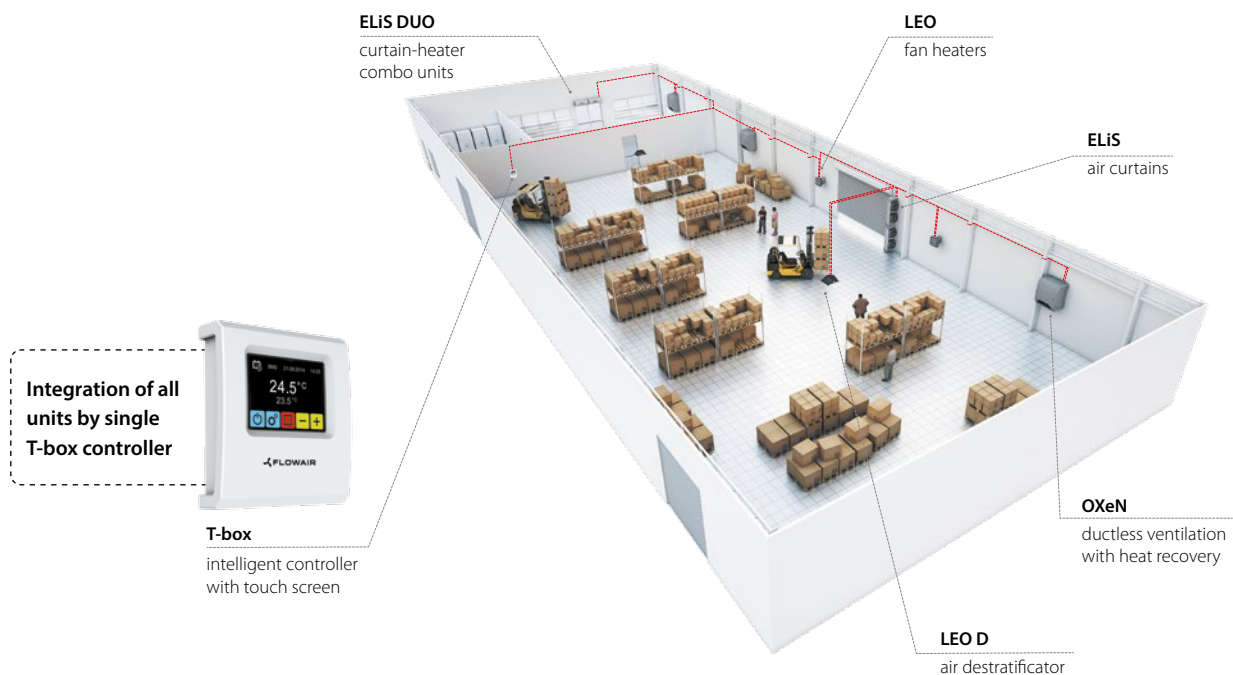 ELiS DUO
curtain-heater
combo units
LEO
fan heaters
ELiS
air curtains
Integration of all
units by single
T-box controller
24.5°C
23.5°C
FLOWAIR
T-box
intelligent controller
with touch screen
OXeN
ductless ventilation
with heat recovery
LEO D
air destratificator